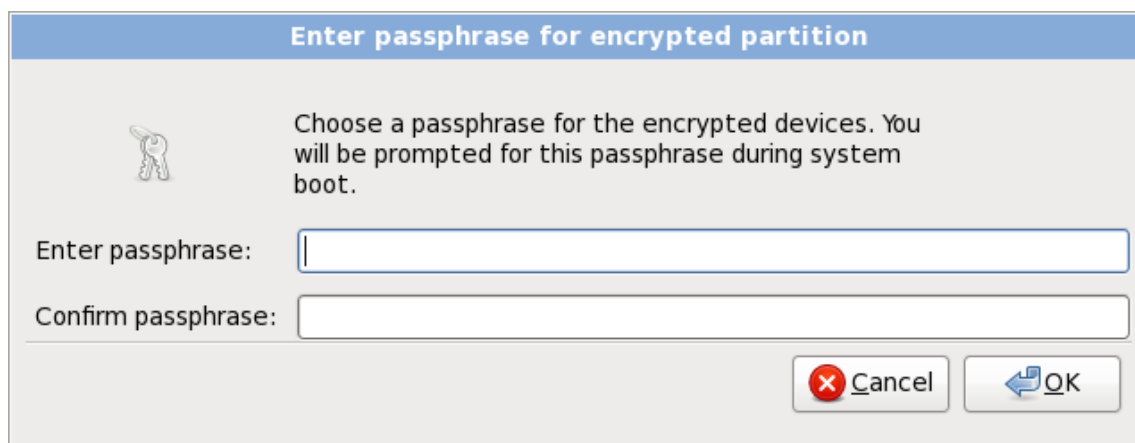 Enter passphrase for encrypted partition
Choose a passphrase for the encrypted devices. You
will be prompted for this passphrase during system
boot.
Enter passphrase:
Confirm passphrase:
Cancel OK